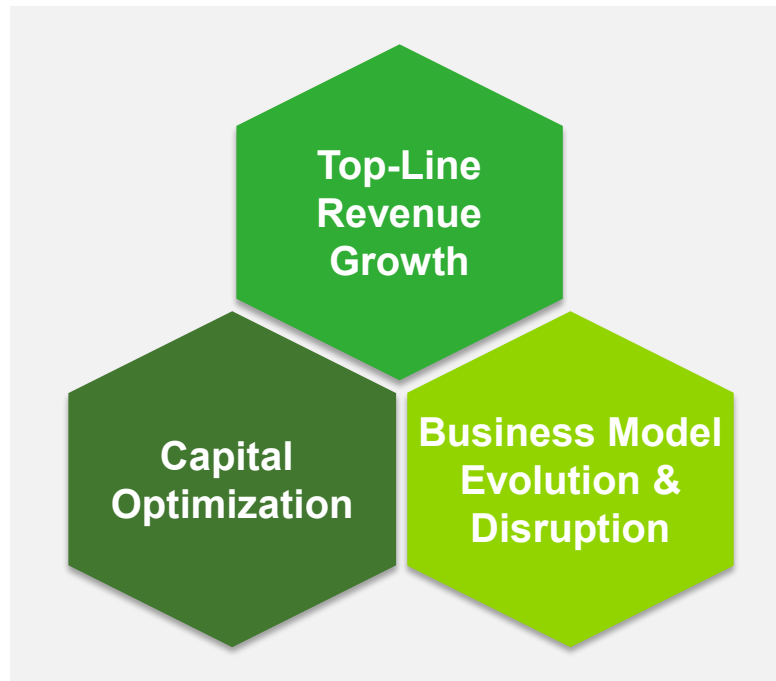 Top-Line
Revenue
Growth
Capital
Optimization
Business Model
Evolution &
Disruption